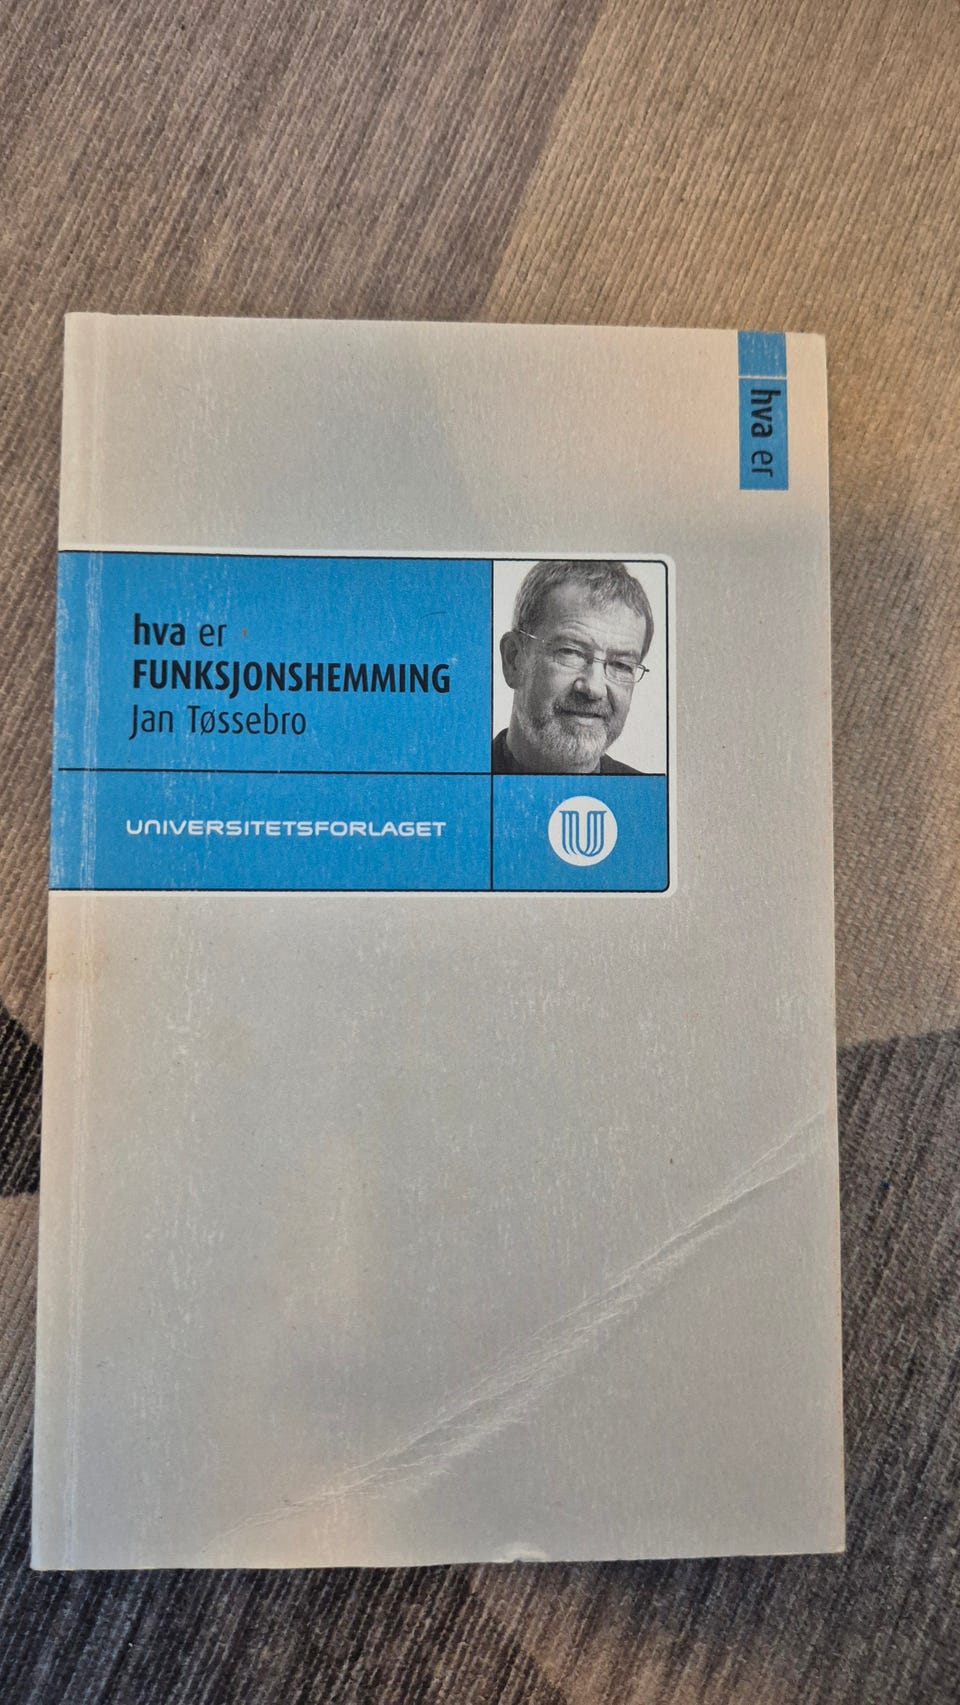 hva er
hva er
FUNKSJONSHEMMING
Jan Tøssebro
UNIVERSITETSFORLAGET
U